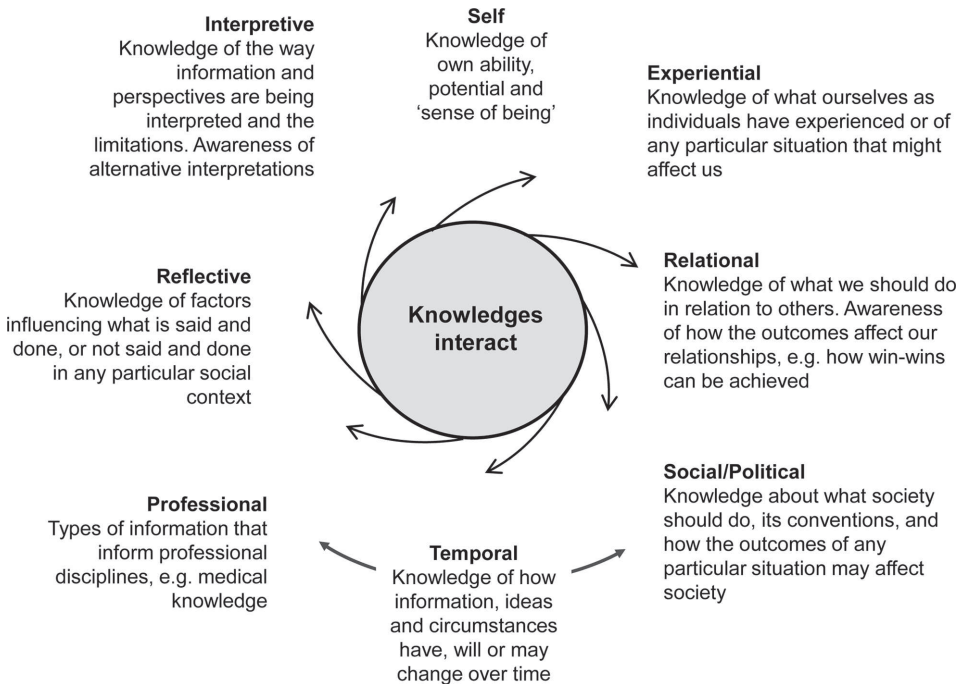 Interpretive
Knowledge of the way
information and
perspectives are being
interpreted and the
limitations. Awareness of
alternative interpretations
Self
Knowledge of
own ability,
potential and
‘sense of being’
Experiential
Knowledge of what ourselves as
individuals have experienced or of
any particular situation that might
affect us
Reflective
Knowledge of factors
influencing what is said and
done, or not said and done
in any particular social
context
Knowledges
interact
Relational
Knowledge of what we should do
in relation to others. Awareness
of how the outcomes affect our
relationships, e.g. how win-wins
can be achieved
Professional
Types of information that
inform professional
disciplines, e.g. medical
knowledge
Temporal
Knowledge of how
information, ideas
and circumstances
have, will or may
change over time
Social/Political
Knowledge about what society
should do, its conventions, and
how the outcomes of any
particular situation may affect
society